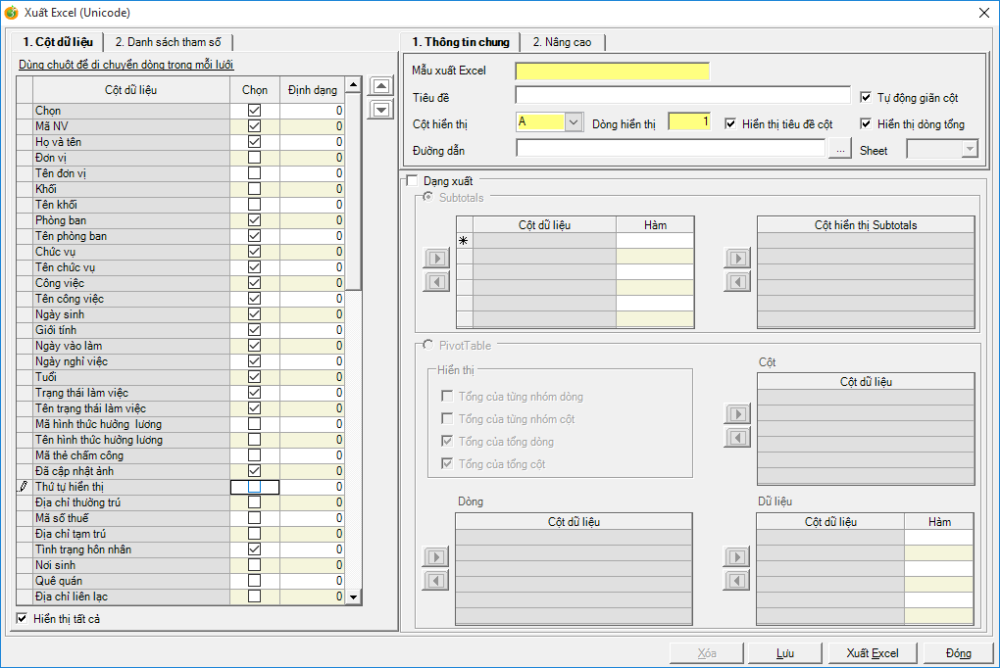 Xuất Excel (Unicode)
1. Cột dữ liệu
2. Danh sách tham số
Dùng chuột để di chuyển dòng trong mỗi lưới
Cột dữ liệu Chọn Định dạng
Chọn 0
Mã NV 0
Họ và tên 0
Đơn vị 0
Tên đơn vị 0
Khối 0
Tên khối 0
Phòng ban 0
Tên phòng ban 0
Chức vụ 0
Tên chức vụ 0
Công việc 0
Tên công việc 0
Ngày sinh 0
Giới tính 0
Ngày vào làm 0
Ngày nghỉ việc 0
Tuổi 0
Trạng thái làm việc 0
Tên trạng thái làm việc 0
Mã hình thức hưởng lương 0
Tên hình thức hưởng lương 0
Mã thẻ chấm công 0
Đã cập nhật ảnh 0
Thứ tự hiển thị 0
Địa chỉ thường trú 0
Mã số thuế 0
Địa chỉ tạm trú 0
Tình trạng hôn nhân 0
Nơi sinh 0
Quê quán 0
Địa chỉ liên lạc 0
Hiển thị tất cả
1. Thông tin chung
2. Nâng cao
Mẫu xuất Excel
Tiêu đề
Tự động giãn cột
Cột hiển thị A Dòng hiển thị 1 Hiển thị tiêu đề cột Hiển thị dòng tổng
Đường dẫn ... Sheet
Dạng xuất
Subtotals
Cột dữ liệu Hàm
Cột hiển thị Subtotals
PivotTable
Hiển thị
Tổng của từng nhóm dòng
Tổng của từng nhóm cột
Tổng của tổng dòng
Tổng của tổng cột
Cột
Cột dữ liệu
Dòng
Cột dữ liệu
Dữ liệu
Cột dữ liệu Hàm
Xóa Lưu Xuất Excel Đóng